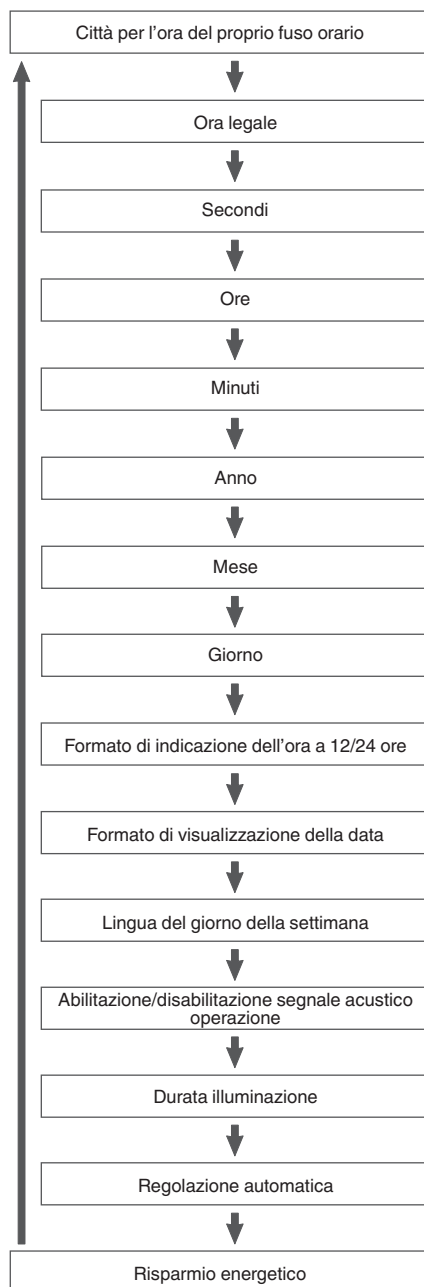 Città per l'ora del proprio fuso orario
Ora legale
Secondi
Ore
Minuti
Anno
Mese
Giorno
Formato di indicazione dell'ora a 12/24 ore
Formato di visualizzazione della data
Lingua del giorno della settimana
Abilitazione/disabilitazione segnale acustico
operazione
Durata illuminazione
Regolazione automatica
Risparmio energetico